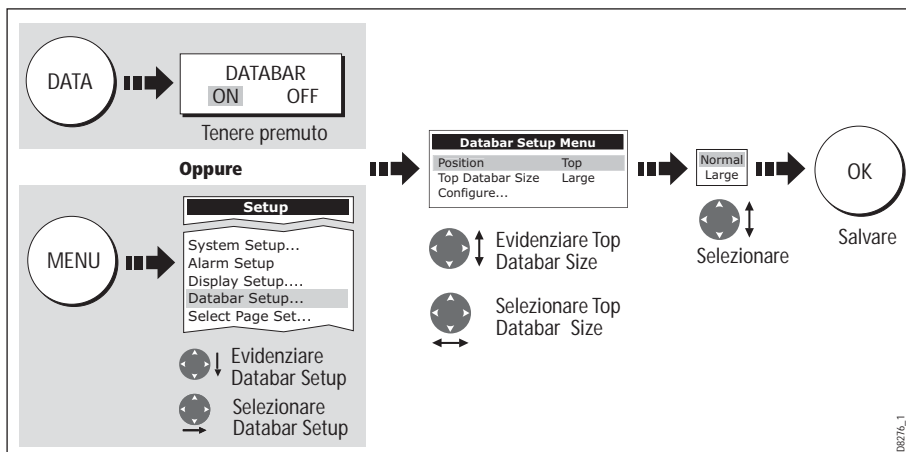 DATA
DATABAR
ON OFF
Tenere premuto
Oppure
MENU
Setup
System Setup...
Alarm Setup
Display Setup....
Databar Setup...
Select Page Set...
Evidenziare
Databar Setup
Selezionare
Databar Setup
Databar Setup Menu
Position Top
Top Databar Size Large
Configure...
Evidenziare Top
Databar Size
Selezionare Top
Databar Size
Normal
Large
Selezionare
OK
Salvare
D8276_1